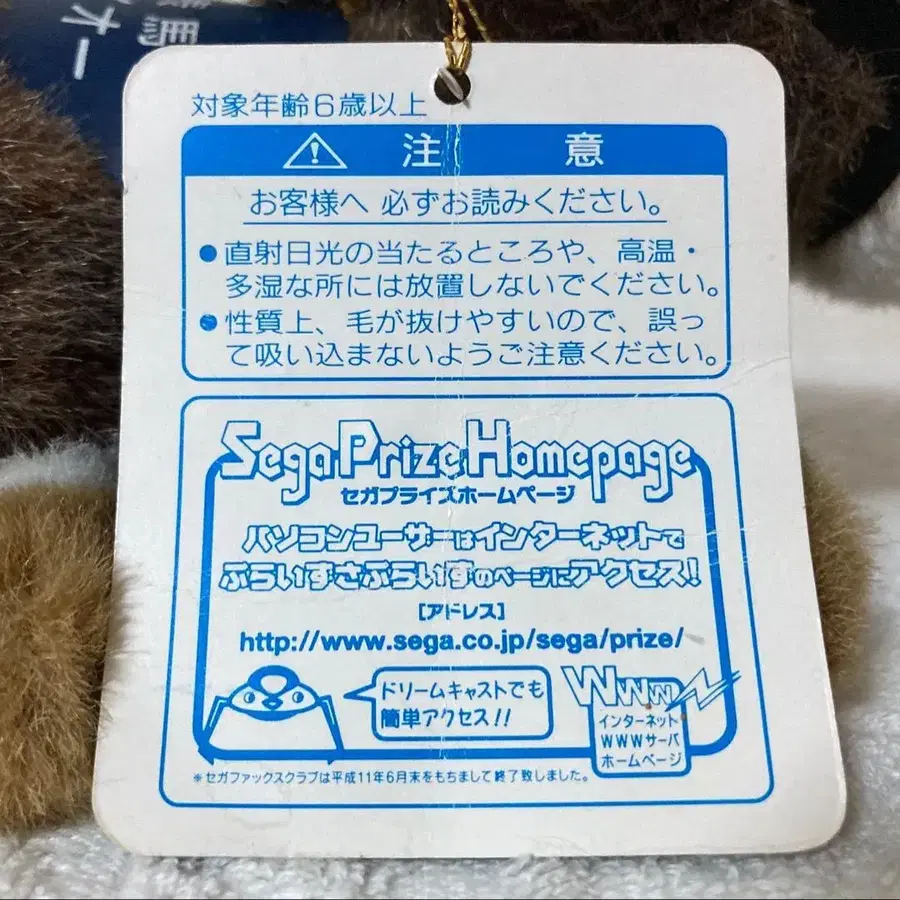 馬
オー
対象年齢6歳以上
注意
お客様へ 必ずお読みください。
●直射日光の当たるところや、高温・
多湿な所には放置しないでください。
●性質上、毛が抜けやすいので、誤っ
て吸い込まないようご注意ください。
Sega Prize Homepage
セガプライズホームページ
パソコンユーザーはインターネットで
ぷらいずさぷらいずのページにアクセス!
[アドレス]
http://www.sega.co.jp/sega/prize/
ドリームキャストでも
簡単アクセス!!
WWW
インターネット
WWWサーバ
ホームページ
※セガファックスクラブは平成11年6月末をもちまして終了致しました。